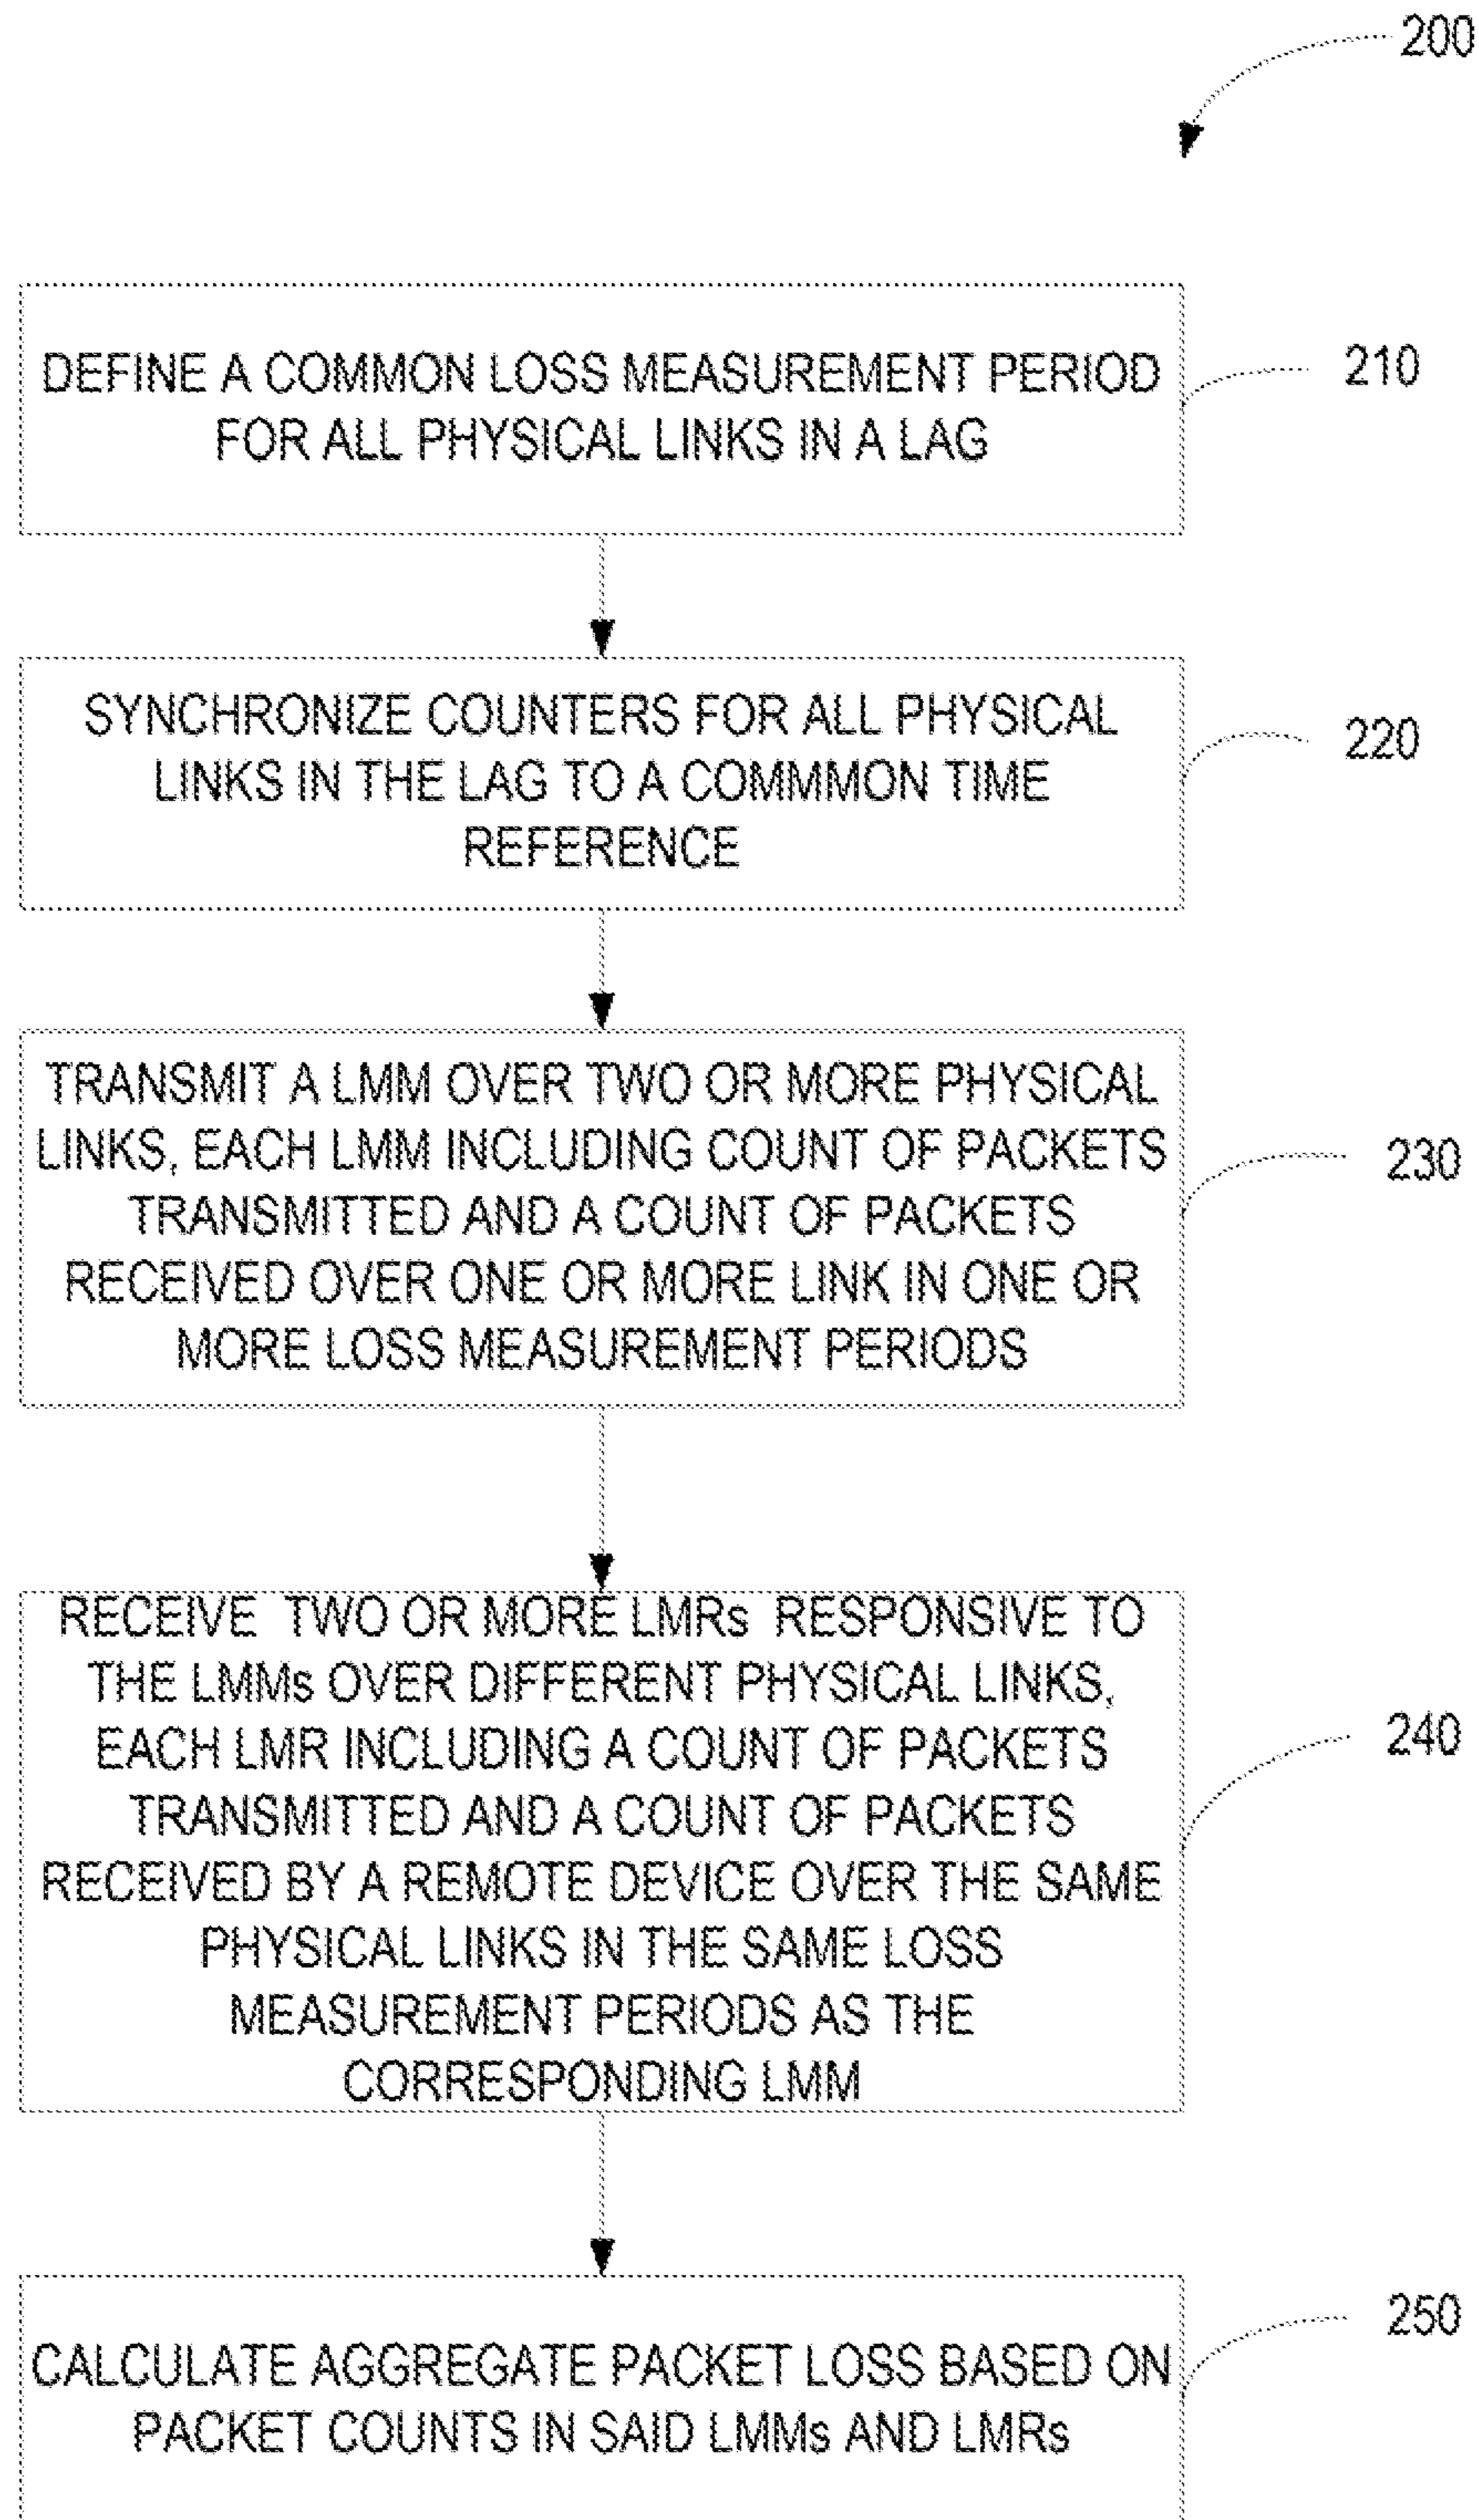 200
DEFINE A COMMON LOSS MEASUREMENT PERIOD
FOR ALL PHYSICAL LINKS IN A LAG
210
SYNCHRONIZE COUNTERS FOR ALL PHYSICAL
LINKS IN THE LAG TO A COMMMON TIME
REFERENCE
220
TRANSMIT A LMM OVER TWO OR MORE PHYSICAL
LINKS, EACH LMM INCLUDING COUNT OF PACKETS
TRANSMITTED AND A COUNT OF PACKETS
RECEIVED OVER ONE OR MORE LINK IN ONE OR
MORE LOSS MEASUREMENT PERIODS
230
RECEIVE TWO OR MORE LMRs RESPONSIVE TO
THE LMMs OVER DIFFERENT PHYSICAL LINKS,
EACH LMR INCLUDING A COUNT OF PACKETS
TRANSMITTED AND A COUNT OF PACKETS
RECEIVED BY A REMOTE DEVICE OVER THE SAME
PHYSICAL LINKS IN THE SAME LOSS
MEASUREMENT PERIODS AS THE
CORRESPONDING LMM
240
CALCULATE AGGREGATE PACKET LOSS BASED ON
PACKET COUNTS IN SAID LMMs AND LMRs
250